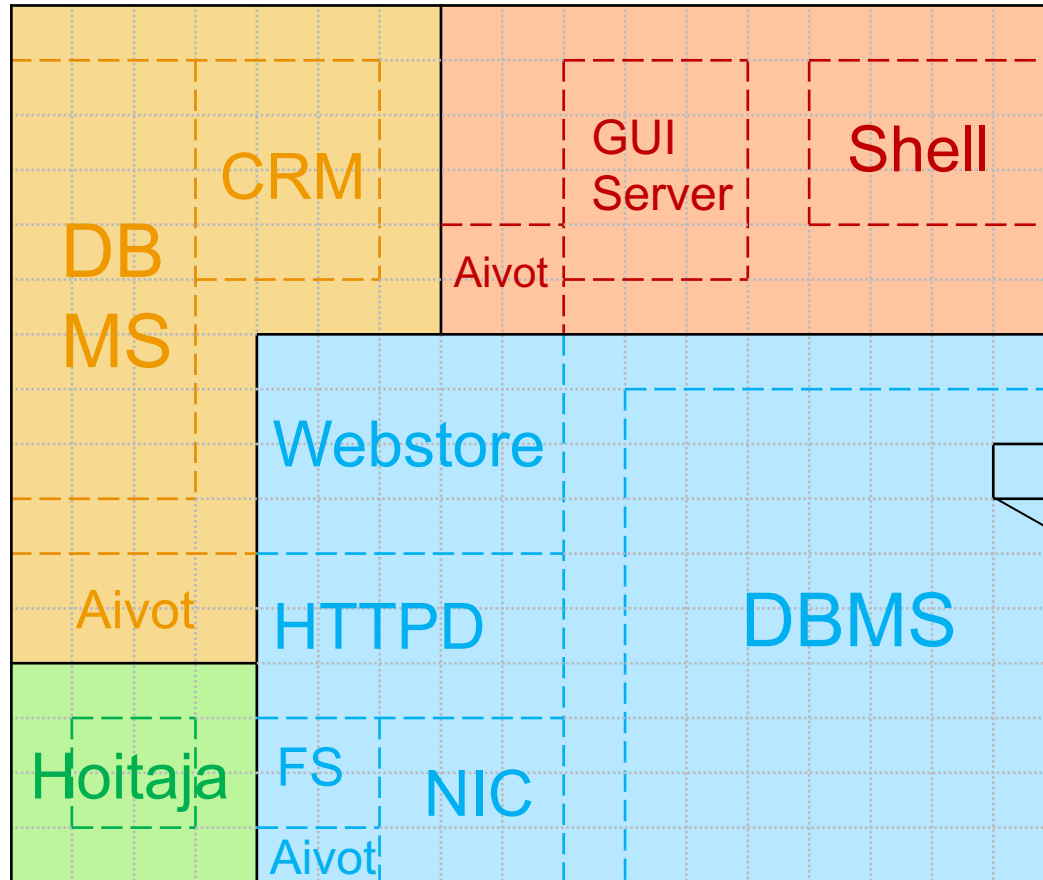 DB
MS
CRM
Aivot
GUI
Server
Shell
Aivot
Webstore
HTTPD
DBMS
FS
NIC
Aivot
Hoitaja